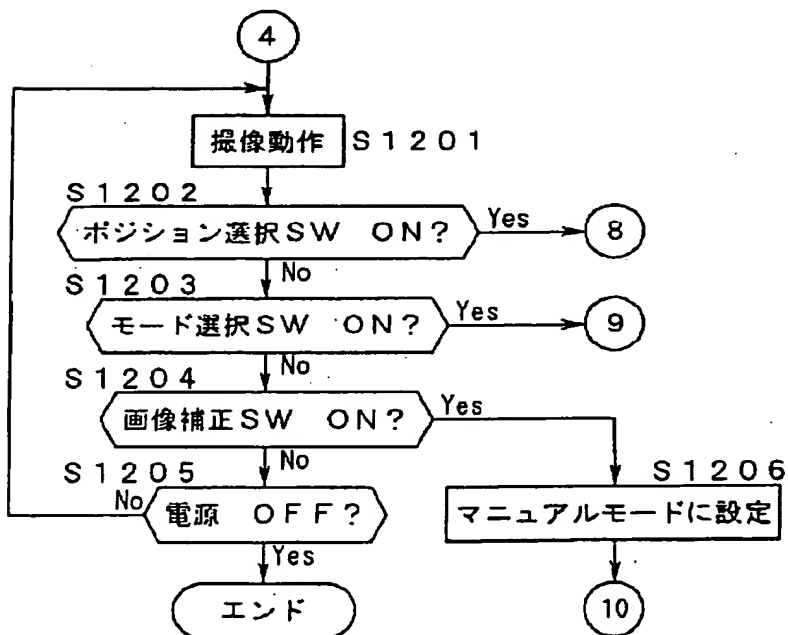 4
撮像動作 S1201
S1202
ポジション選択SW ON?
Yes
8
No
S1203
モード選択SW ON?
Yes
9
No
S1204
画像補正SW ON?
Yes
No
S1205
S1206
No
電源 OFF?
マニュアルモードに設定
Yes
エンド
10